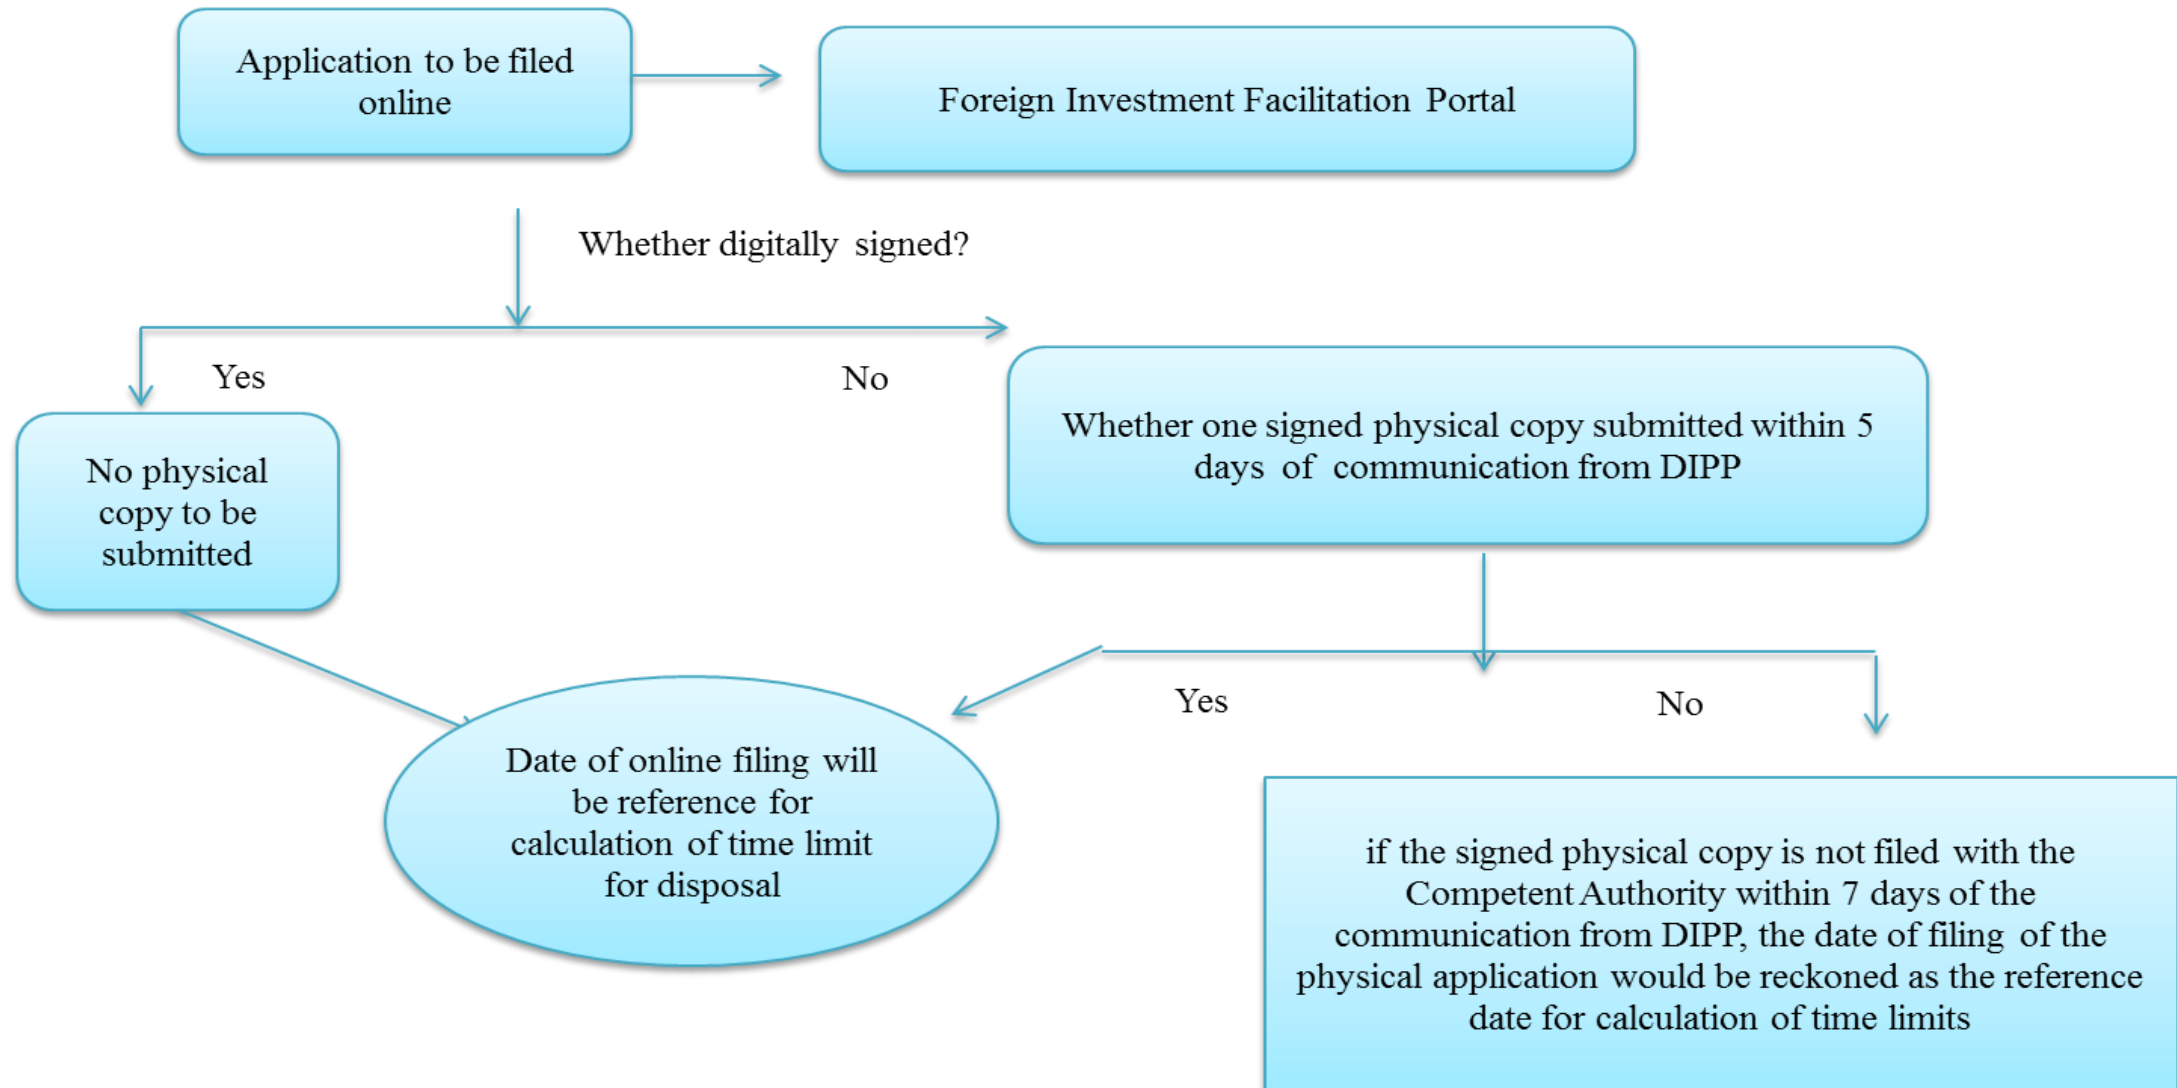 Application to be filed
online
Foreign Investment Facilitation Portal
Whether digitally signed?
Yes
No
No physical
copy to be
submitted
Whether one signed physical copy submitted within 5
days of communication from DIPP
Yes
No
Date of online filing will
be reference for
calculation of time limit
for disposal
if the signed physical copy is not filed with the
Competent Authority within 7 days of the
communication from DIPP, the date of filing of the
physical application would be reckoned as the reference
date for calculation of time limits